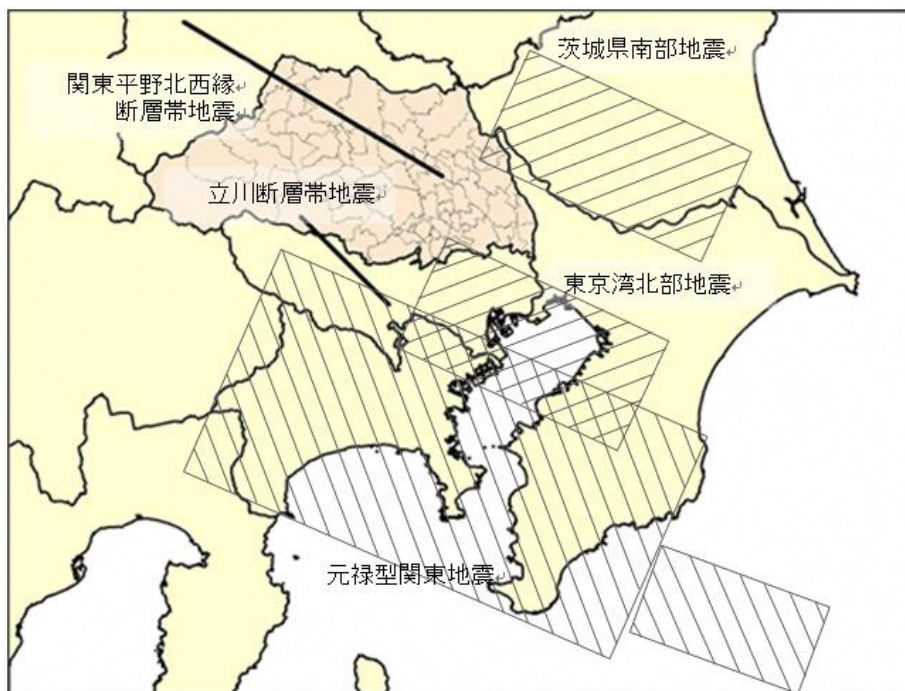 茨城県南部地震
関東平野北西縁
断層帯地震
立川断層帯地震
東京湾北部地震
元禄型関東地震